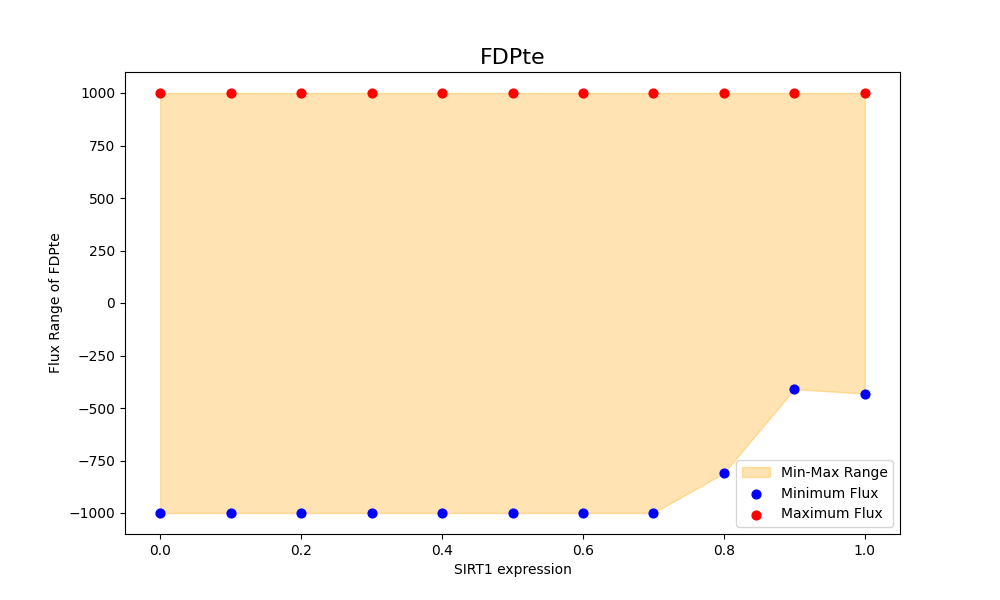 FDPte
Flux Range of FDPte
1000
750
500
250
0
−250
−500
−750
−1000
0.0
0.2
0.4
0.6
0.8
1.0
SIRT1 expression
Min-Max Range
Minimum Flux
Maximum Flux